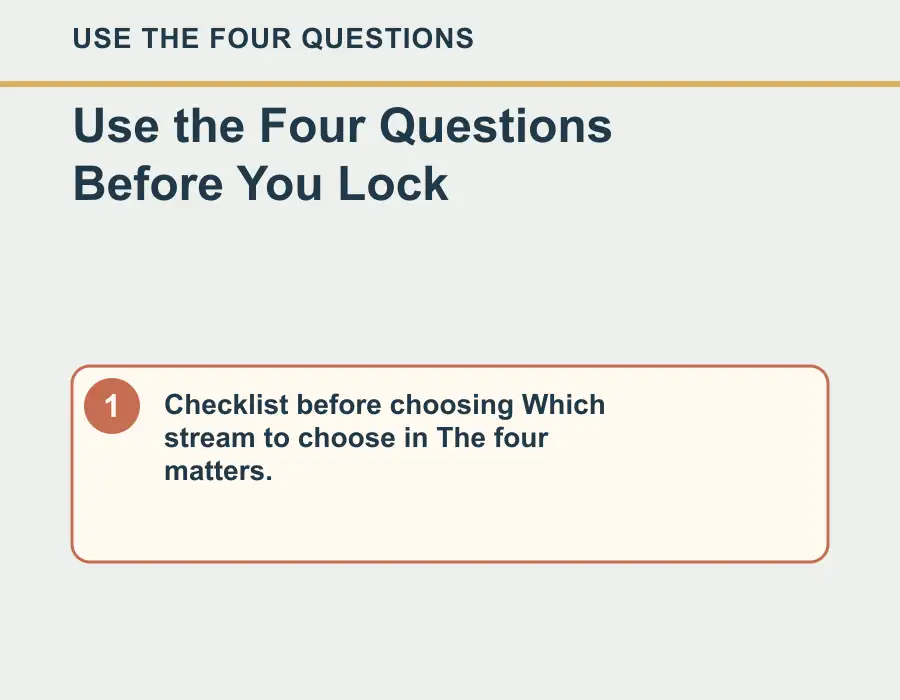 USE THE FOUR QUESTIONS
Use the Four Questions
Before You Lock
1
Checklist before choosing Which
stream to choose in The four
matters.